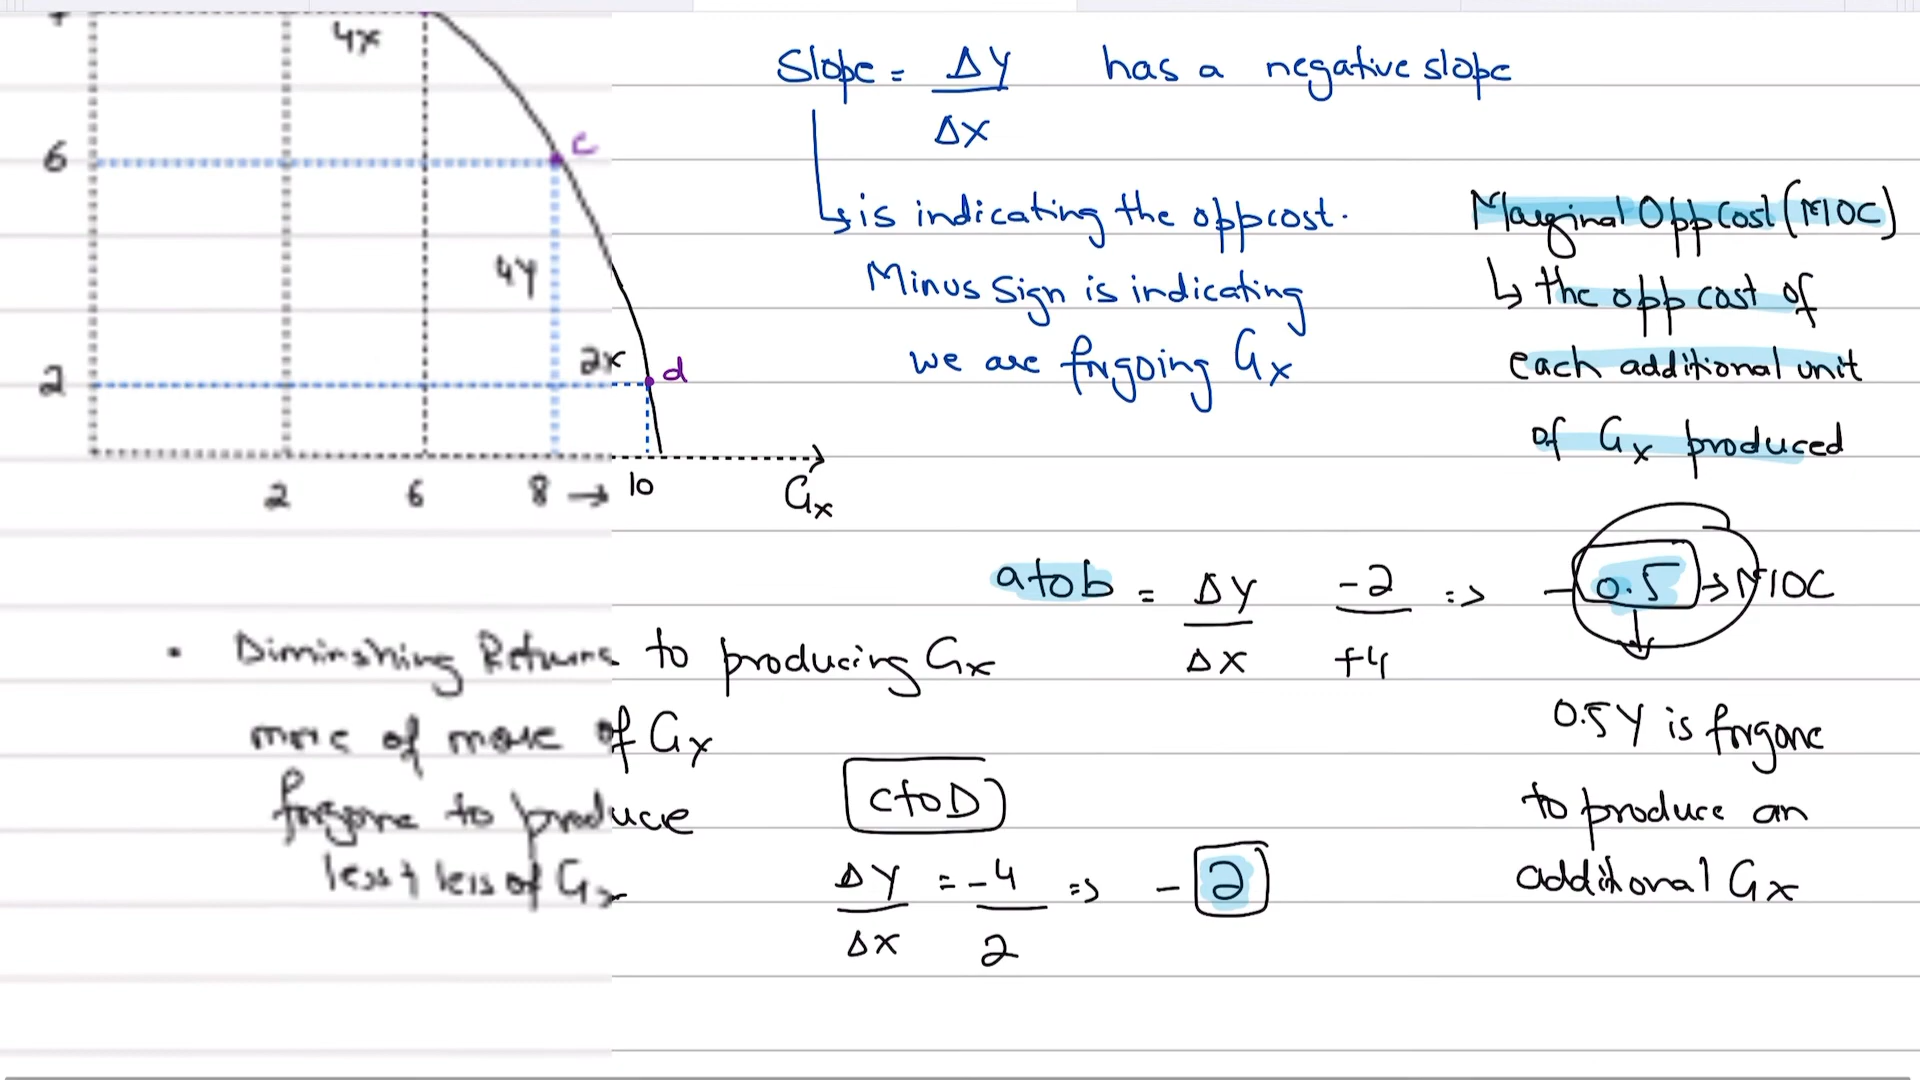 4x
Slope = ΔY has a negative slope
ΔX
6
c
↳ is indicating the opp cost.
Marginal Opp Cost (MOC)
4Y
Minus Sign is indicating
↳ the opp cost of
2x
d
we are forgoing Gx
each additional unit
2
of Gx produced
2 6 8 → 10 Gx
a to b = ΔY -2 => - 0.5 → MOC
ΔX +4
• Diminshing Returns to producing Gx
0.5Y is forgone
more of more of Gx
to produce an
forgone to produce
additional Gx
less & less of Gx
C to D
ΔY = -4 => - 2
ΔX 2